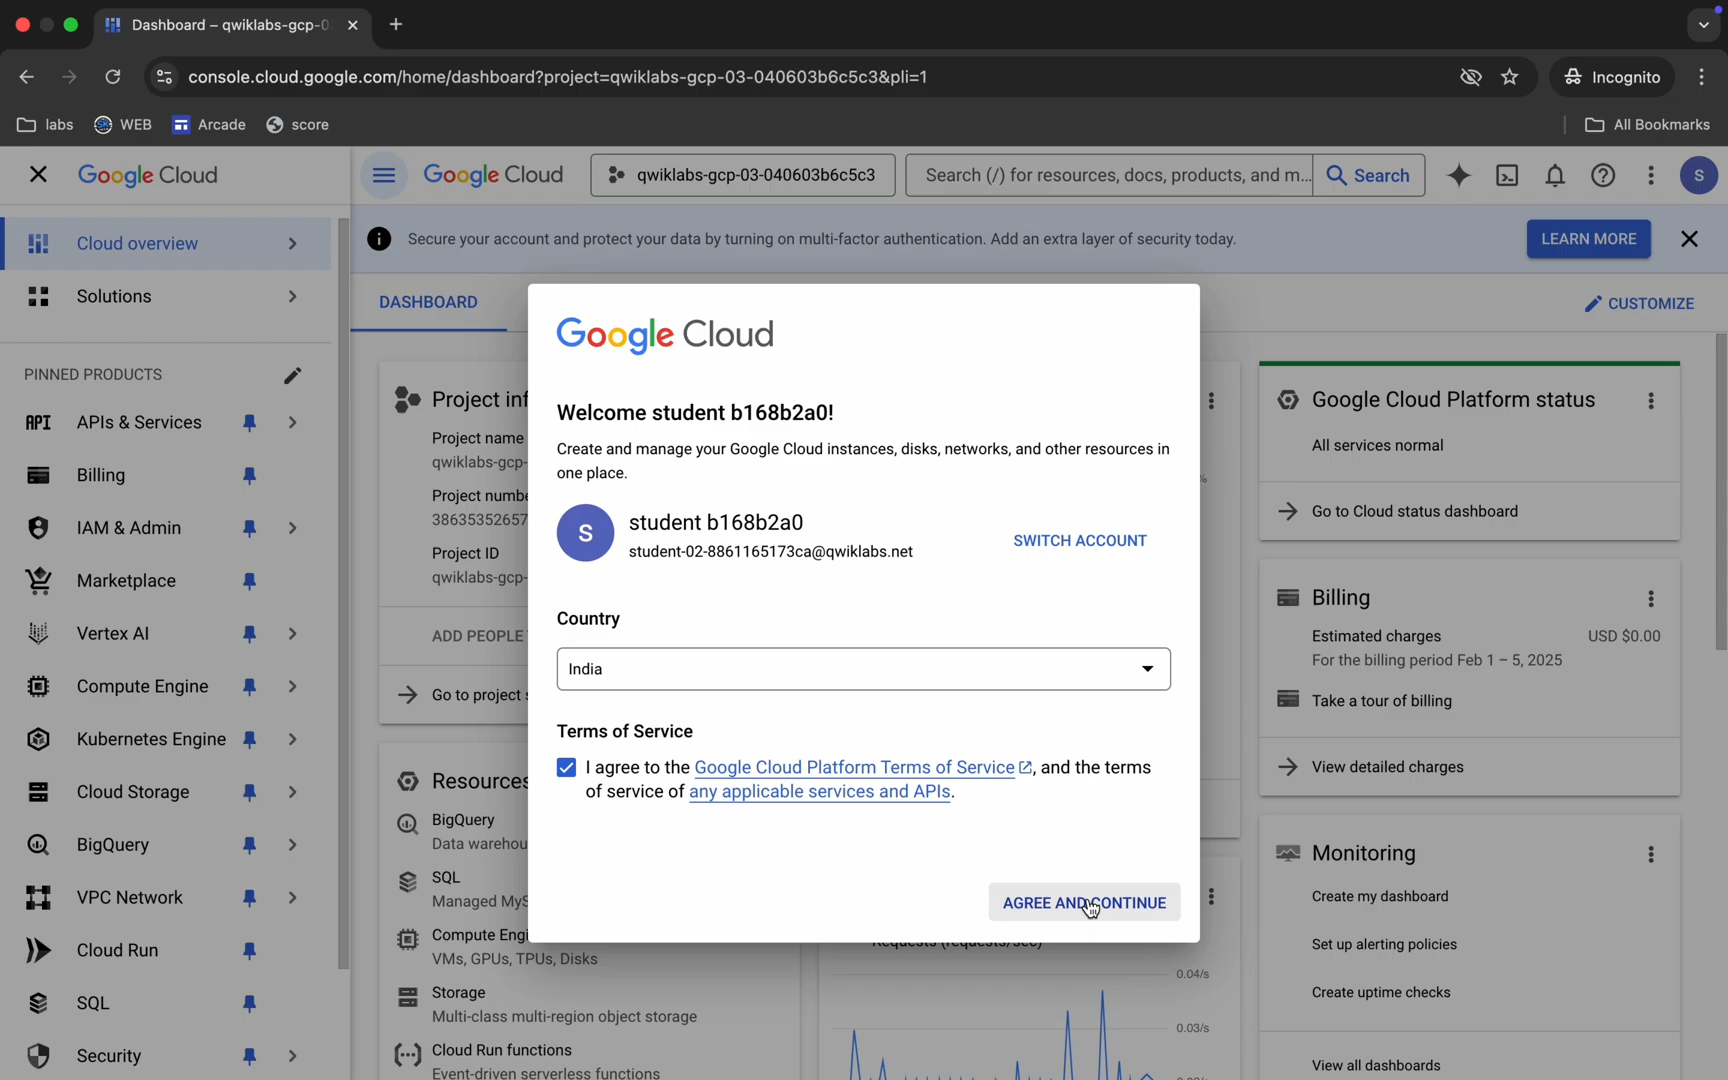 Dashboard – qwiklabs-gcp-0
console.cloud.google.com/home/dashboard?project=qwiklabs-gcp-03-040603b6c5c3&pli=1
Incognito
labs
WEB
Arcade
score
All Bookmarks
Google Cloud
Google Cloud
qwiklabs-gcp-03-040603b6c5c3
Search (/) for resources, docs, products, and m...
Search
S
Cloud overview
Solutions
PINNED PRODUCTS
API
APIs & Services
Billing
IAM & Admin
Marketplace
Vertex AI
Compute Engine
Kubernetes Engine
Cloud Storage
BigQuery
VPC Network
Cloud Run
SQL
Security
Secure your account and protect your data by turning on multi-factor authentication. Add an extra layer of security today.
LEARN MORE
DASHBOARD
CUSTOMIZE
Project inf
Project name
qwiklabs-gcp-
Project numbe
38635352657
Project ID
qwiklabs-gcp-
ADD PEOPLE
Go to project s
Resources
BigQuery
Data warehou
SQL
Managed MyS
Compute Engi
VMs, GPUs, TPUs, Disks
Storage
Multi-class multi-region object storage
Cloud Run functions
Event-driven serverless functions
Google Cloud
Welcome student b168b2a0!
Create and manage your Google Cloud instances, disks, networks, and other resources in
one place.
S
student b168b2a0
student-02-8861165173ca@qwiklabs.net
SWITCH ACCOUNT
Country
India
Terms of Service
I agree to the Google Cloud Platform Terms of Service, and the terms
of service of any applicable services and APIs.
AGREE AND CONTINUE
Requests (requests/sec)
0.04/s
0.03/s
Google Cloud Platform status
All services normal
Go to Cloud status dashboard
Billing
Estimated charges
USD $0.00
For the billing period Feb 1 – 5, 2025
Take a tour of billing
View detailed charges
Monitoring
Create my dashboard
Set up alerting policies
Create uptime checks
View all dashboards